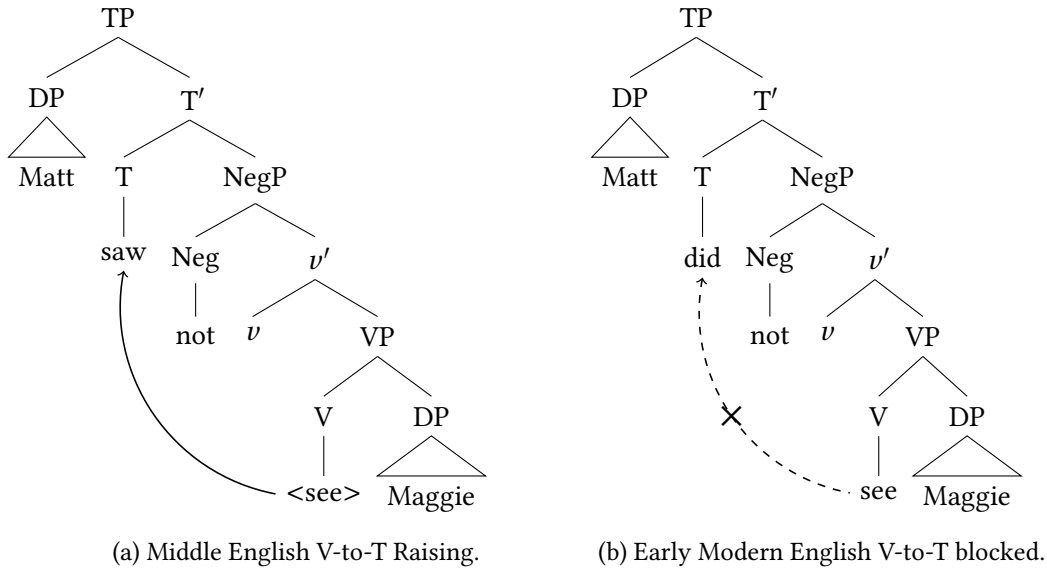 TP TP
DP T′ DP T′
Matt T NegP Matt T NegP
saw Neg v′ did Neg v′
not v VP not v VP
V DP V DP
<see> Maggie see Maggie
(a) Middle English V-to-T Raising. (b) Early Modern English V-to-T blocked.